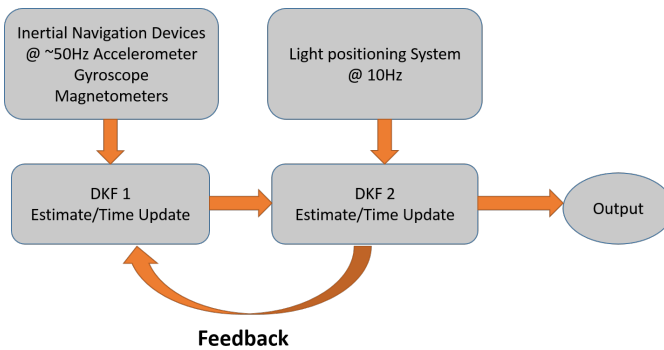 Inertial Navigation Devices
@ ~50Hz Accelerometer
Gyroscope
Magnetometers
Light positioning System
@ 10Hz
DKF 1
Estimate/Time Update
DKF 2
Estimate/Time Update
Output
Feedback